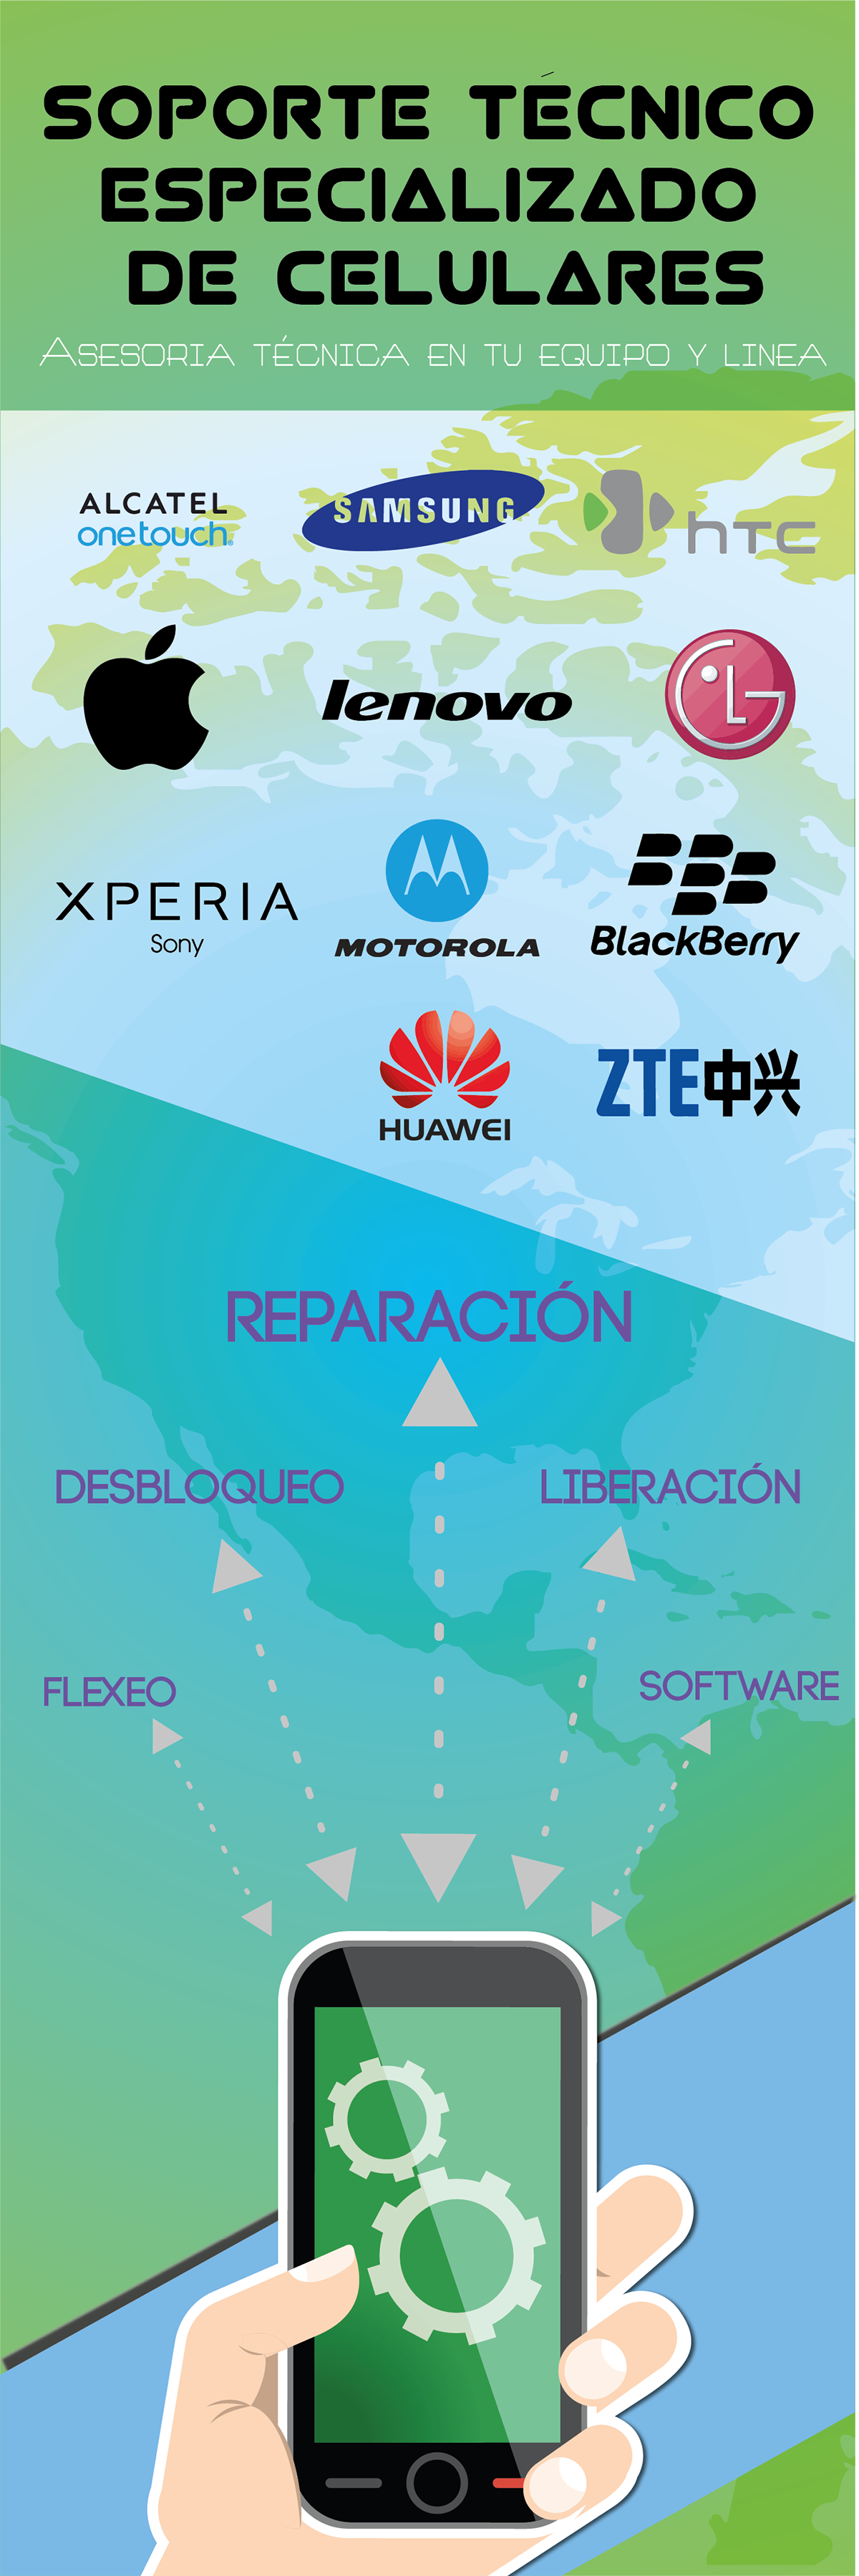 SOPORTE TÉCNICO
ESPECIALIZADO
DE CELULARES
ASESORIA TÉCNICA EN TU EQUIPO Y LINEA
ALCATEL
onetouch®
SAMSUNG
hTC
lenovo
LG
XPERIA
Sony
MOTOROLA
BlackBerry
HUAWEI
ZTE中兴
REPARACIÓN
DESBLOQUEO
LIBERACIÓN
FLEXEO
SOFTWARE